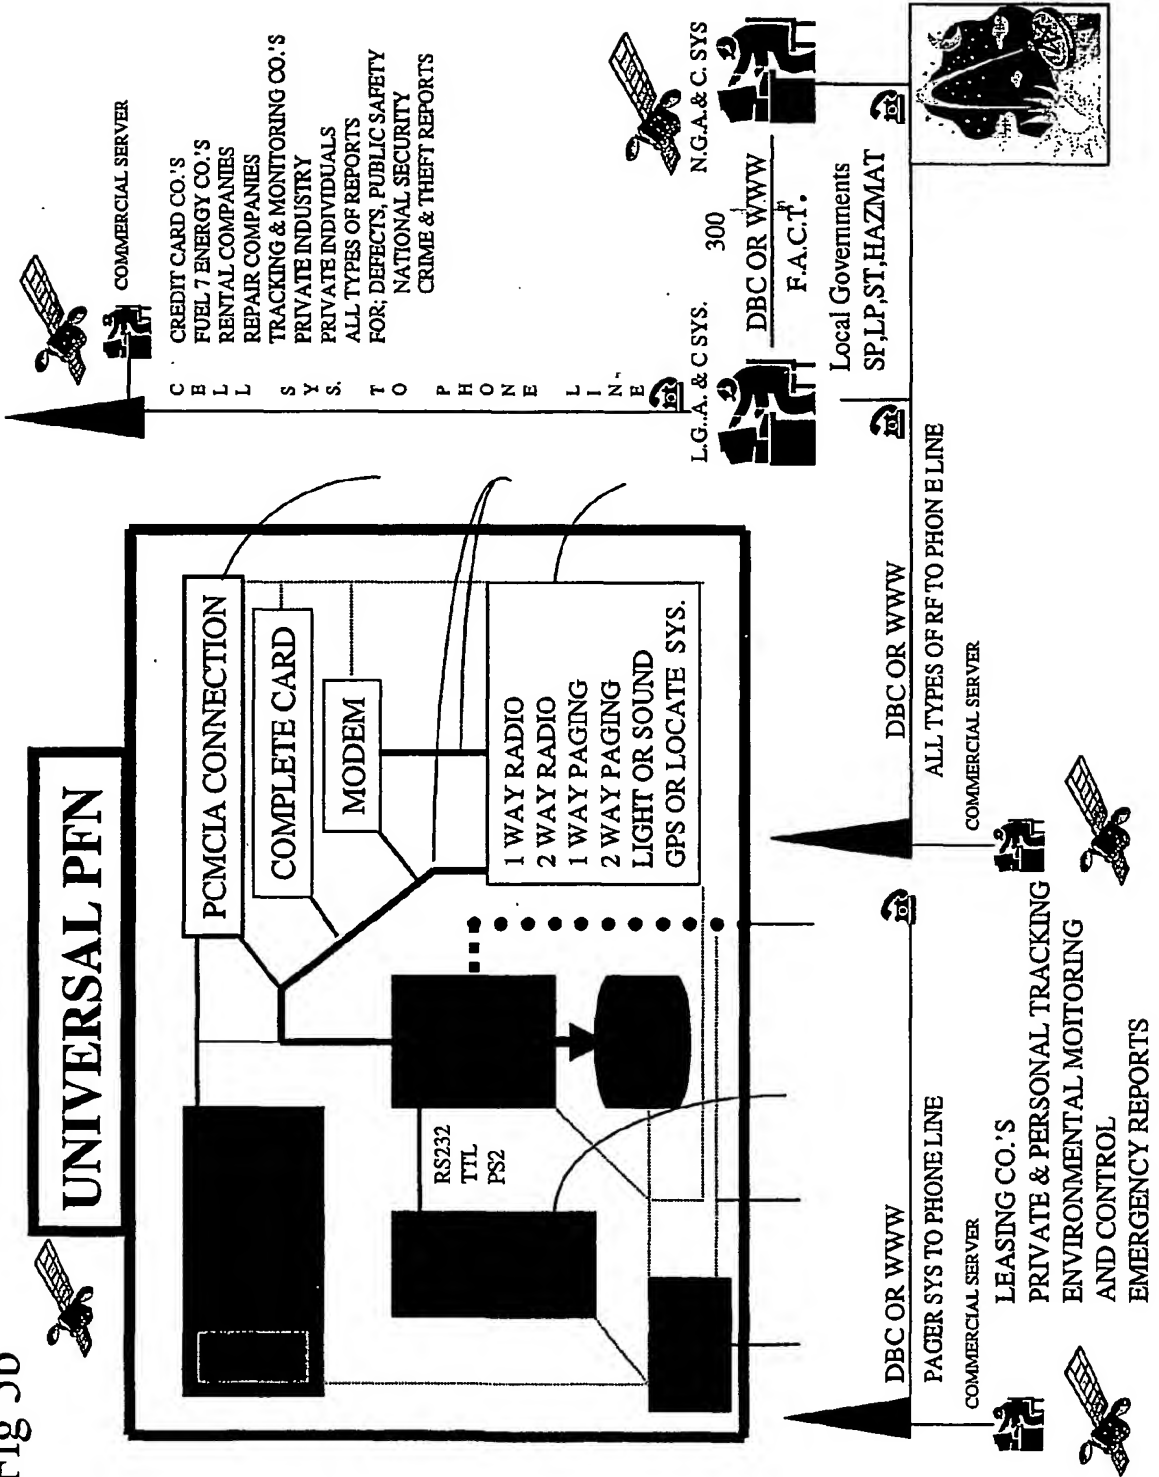 Fig 5b
UNIVERSAL PFN
PCMCIA CONNECTION
COMPLETE CARD
MODEM
1 WAY RADIO
2 WAY RADIO
1 WAY PAGING
2 WAY PAGING
LIGHT OR SOUND
GPS OR LOCATE SYS.
RS232
TTL
PS2
COMMERCIAL SERVER
CREDIT CARD CO.'S
FUEL 7 ENERGY CO.'S
RENTAL COMPANIES
REPAIR COMPANIES
TRACKING & MONITORING CO.'S
PRIVATE INDUSTRY
PRIVATE INDIVIDUALS
ALL TYPES OF REPORTS
FOR; DEFECTS, PUBLIC SAFETY
NATIONAL SECURITY
CRIME & THEFT REPORTS
CELL SYS. TO PHONE LINE
L.G..A. & C SYS.
300
N.G.A.& C. SYS
DBC OR WWW
F.A.C.T.
Local Governments
SP,LP,ST,HAZMAT
DBC OR WWW
ALL TYPES OF RF TO PHON E LINE
COMMERCIAL SERVER
DBC OR WWW
PAGER SYS TO PHONE LINE
COMMERCIAL SERVER
LEASING CO.'S
PRIVATE & PERSONAL TRACKING
ENVIRONMENTAL MOITORING
AND CONTROL
EMERGENCY REPORTS